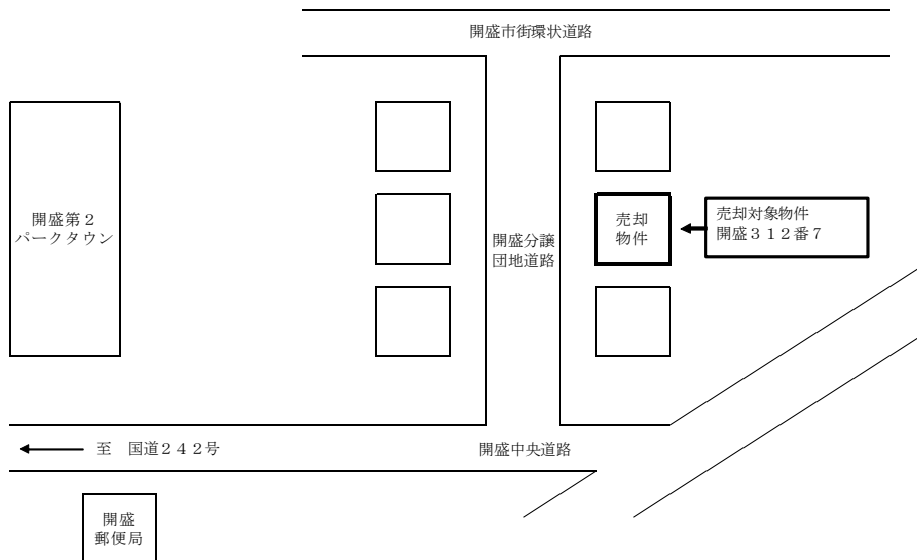 開盛市街環状道路
開盛第２
パークタウン
開盛分譲
団地道路
売却
物件
売却対象物件
開盛３１２番７
至　国道２４２号
開盛中央道路
開盛
郵便局